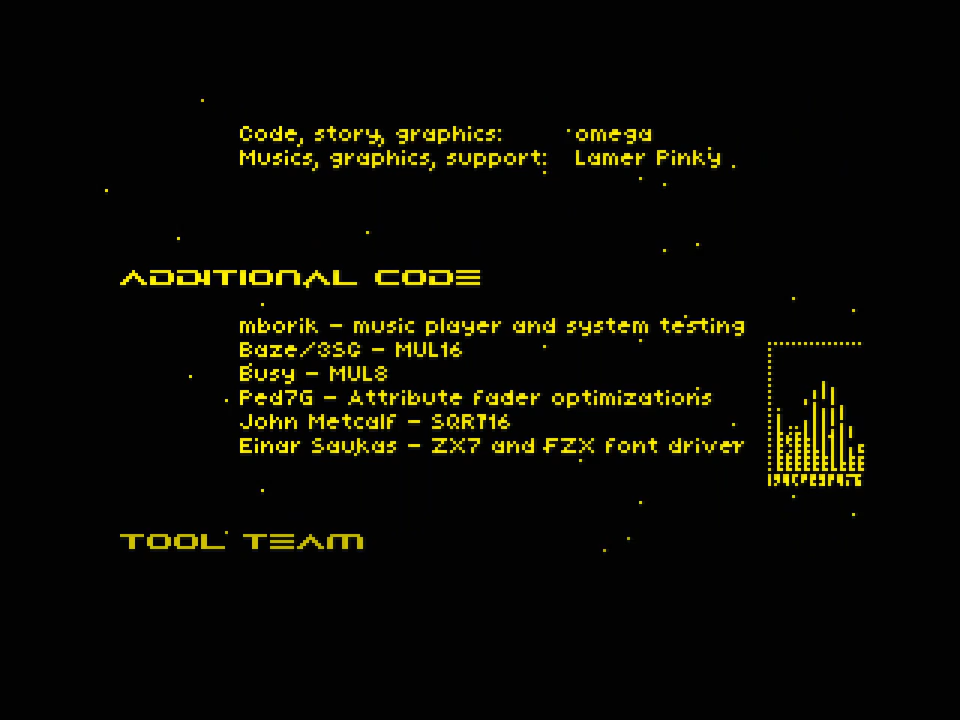 Code, story, graphics: omega
Musics, graphics, support: Lamer Pinky
ADDITIONAL CODE
mborik – music player and system testing
Baze/3SC – MUL16
Busy – MUL8
Ped7G – Attribute fader optimizations
John Metcalf – SQRT16
Einar Saukas – ZX7 and FZX font driver
TOOL TEAM